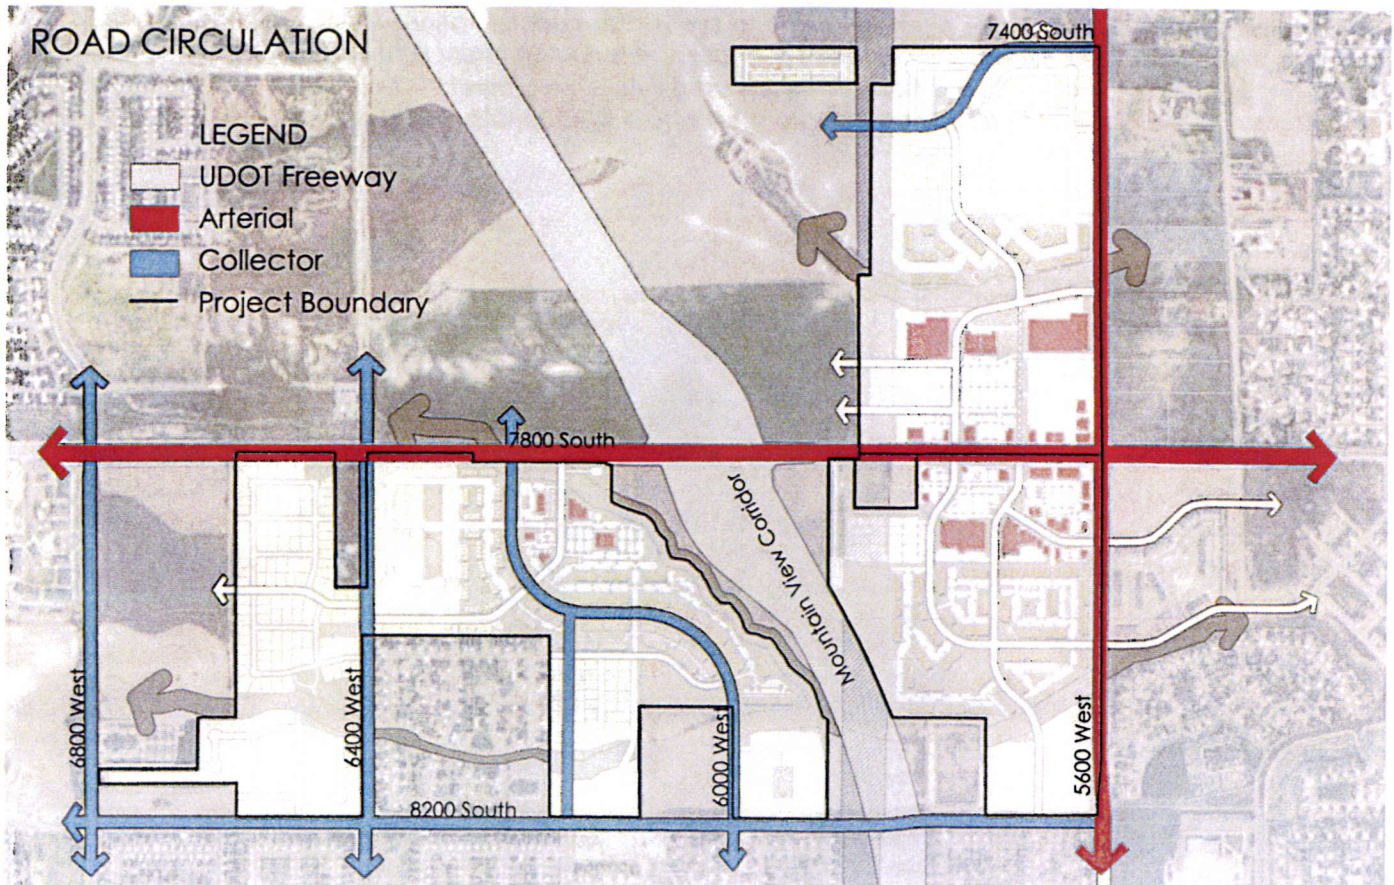 ROAD CIRCULATION
7400 South
LEGEND
UDOT Freeway
Arterial
Collector
Project Boundary
7800 South
Mountain View Corridor
6800 West
6400 West
6000 West
5600 West
8200 South